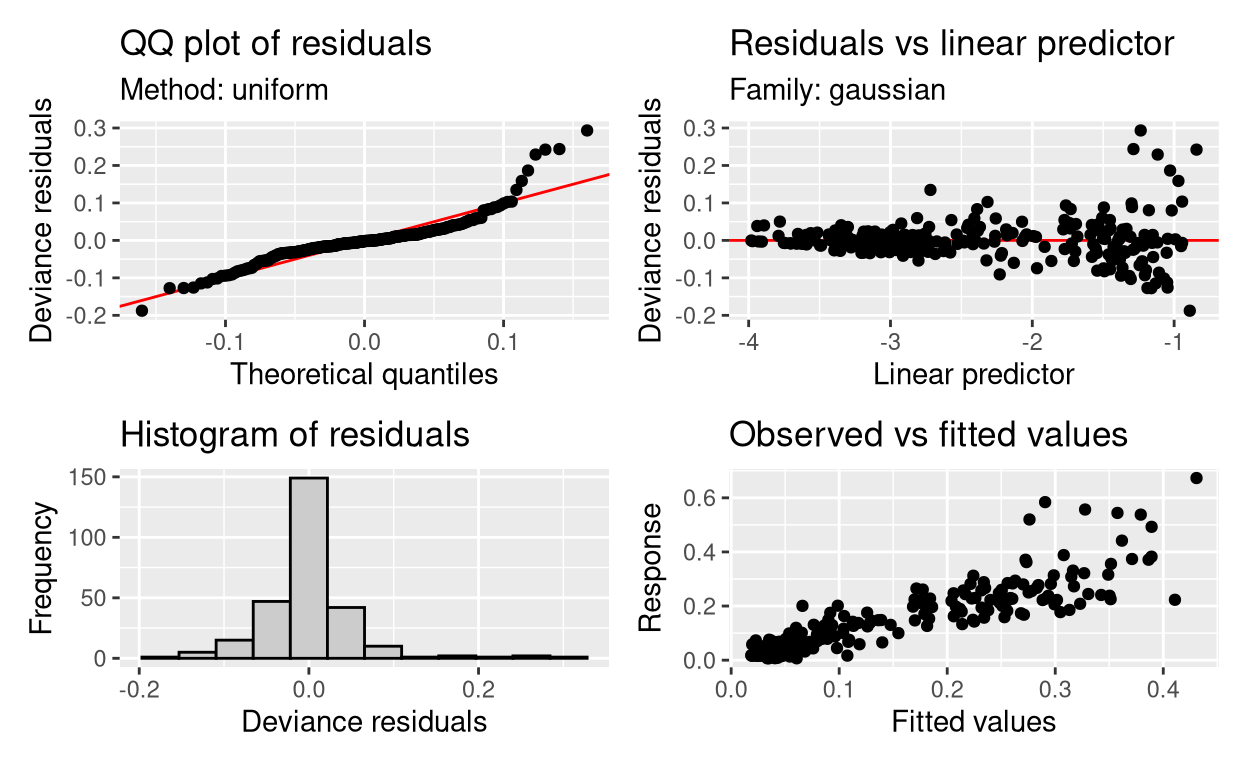 QQ plot of residuals
Method: uniform
Deviance residuals
0.3
0.2
0.1
0.0
-0.1
-0.2
-0.1
0.0
0.1
Theoretical quantiles
Residuals vs linear predictor
Family: gaussian
Deviance residuals
0.3
0.2
0.1
0.0
-0.1
-0.2
-4
-3
-2
-1
Linear predictor
Histogram of residuals
Frequency
150
100
50
0
-0.2
0.0
0.2
Deviance residuals
Observed vs fitted values
Response
0.6
0.4
0.2
0.0
0.0
0.1
0.2
0.3
0.4
Fitted values